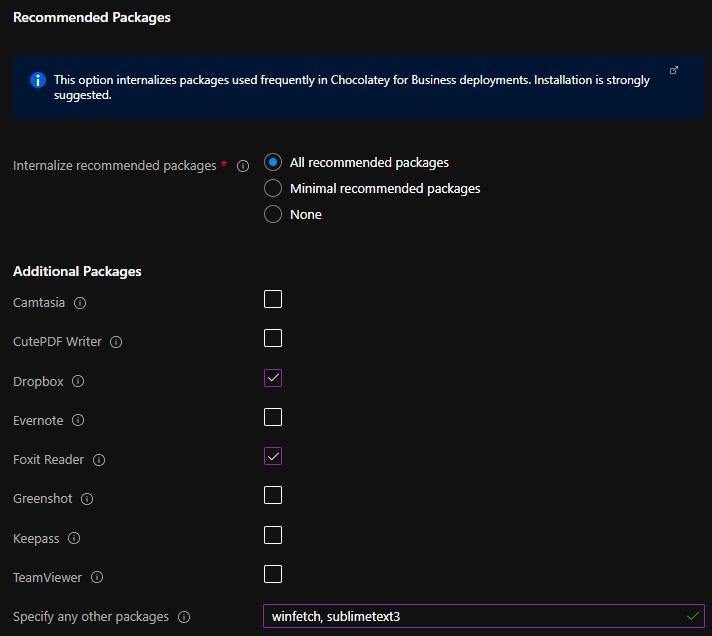 Recommended Packages
This option internalizes packages used frequently in Chocolatey for Business deployments. Installation is strongly
suggested.
Internalize recommended packages *
All recommended packages
Minimal recommended packages
None
Additional Packages
Camtasia
CutePDF Writer
Dropbox
Evernote
Foxit Reader
Greenshot
Keepass
TeamViewer
Specify any other packages
winfetch, sublimetext3